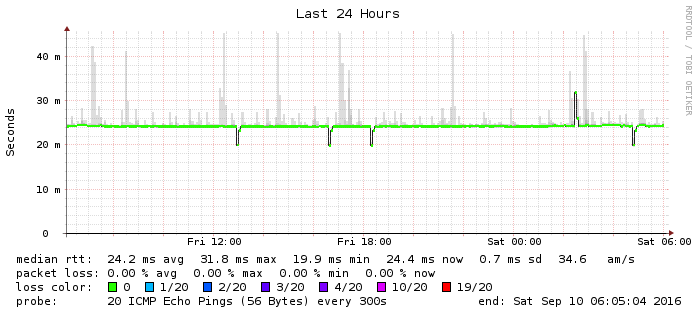 Last 24 Hours
RRDTOOL / TOBI OETIKER
Seconds
40 m
30 m
20 m
10 m
0
Fri 12:00 Fri 18:00 Sat 00:00 Sat 06:00
median rtt: 24.2 ms avg 31.8 ms max 19.9 ms min 24.4 ms now 0.7 ms sd 34.6 am/s
packet loss: 0.00 % avg 0.00 % max 0.00 % min 0.00 % now
loss color: 0 1/20 2/20 3/20 4/20 10/20 19/20
probe: 20 ICMP Echo Pings (56 Bytes) every 300s end: Sat Sep 10 06:05:04 2016